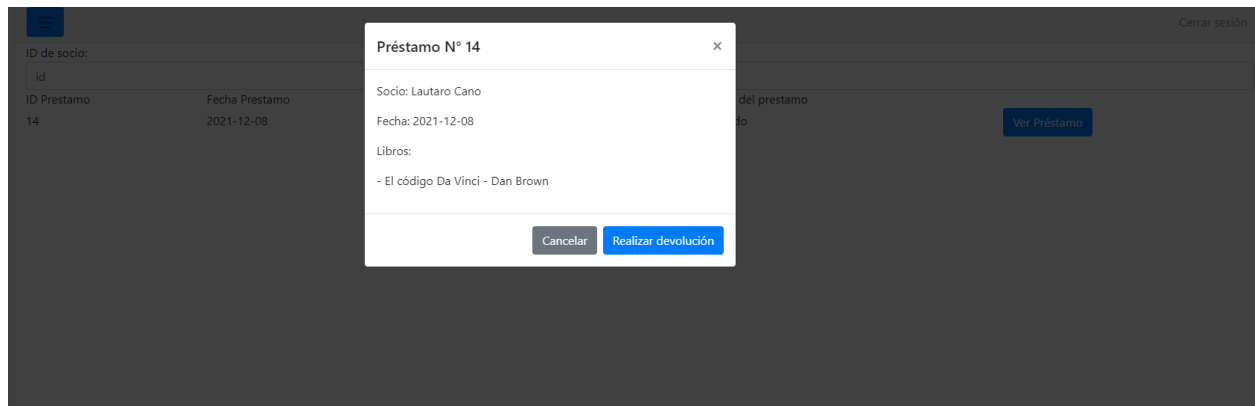 Cerrar sesión
Préstamo N° 14 ×
ID de socio:
id
Socio: Lautaro Cano
ID Prestamo Fecha Prestamo del prestamo
14 2021-12-08 Ver Préstamo
Fecha: 2021-12-08
Libros:
- El código Da Vinci - Dan Brown
Cancelar Realizar devolución